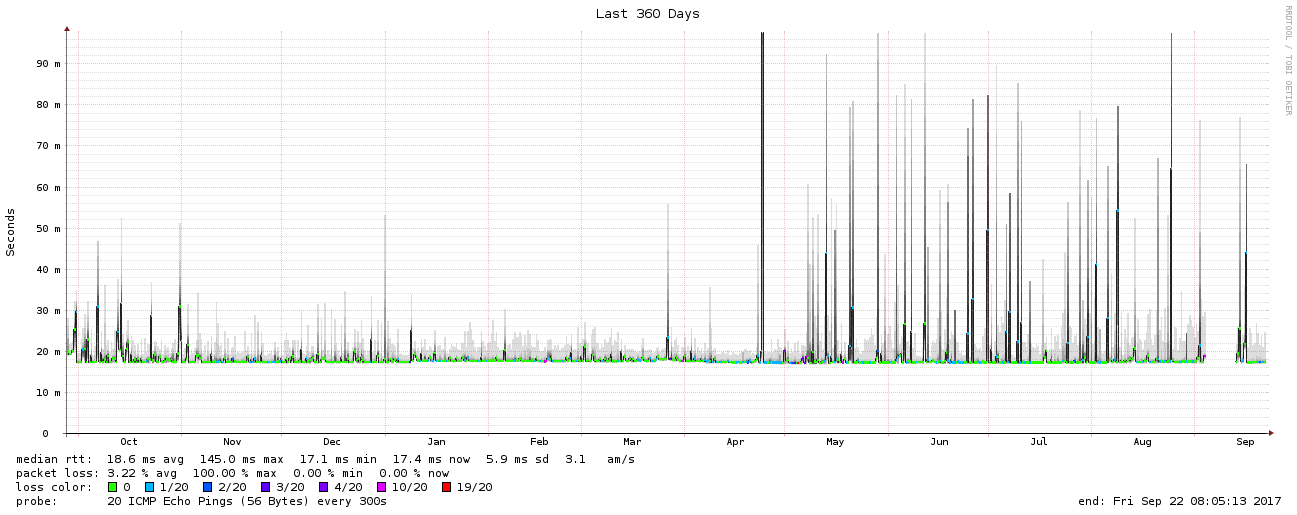 Last 360 Days
RRDTOOL / TOBI OETIKER
Seconds
90 m
80 m
70 m
60 m
50 m
40 m
30 m
20 m
10 m
0
Oct Nov Dec Jan Feb Mar Apr May Jun Jul Aug Sep
median rtt: 18.6 ms avg 145.0 ms max 17.1 ms min 17.4 ms now 5.9 ms sd 3.1 am/s
packet loss: 3.22 % avg 100.00 % max 0.00 % min 0.00 % now
loss color: 0 1/20 2/20 3/20 4/20 10/20 19/20
probe: 20 ICMP Echo Pings (56 Bytes) every 300s end: Fri Sep 22 08:05:13 2017